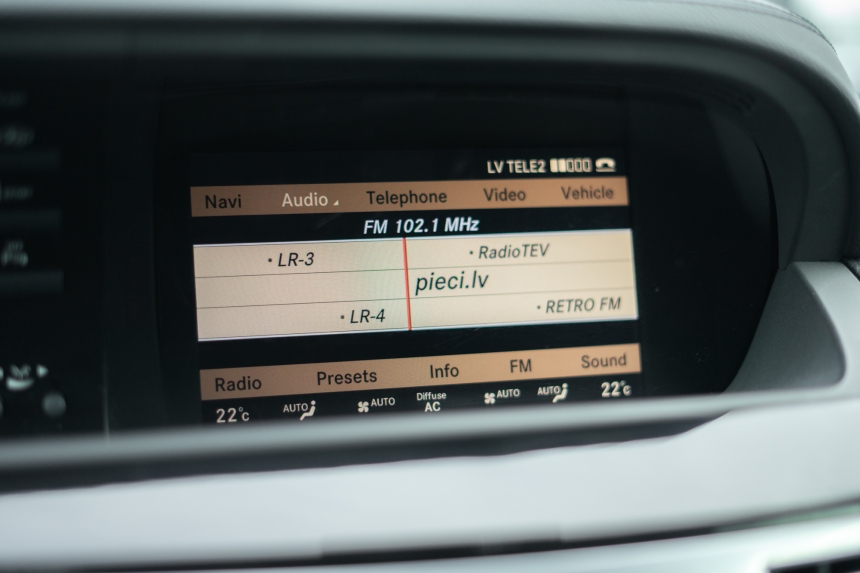 LV TELE2
Navi Audio Telephone Video Vehicle
FM 102.1 MHz
• LR-3 • RadioTEV
pieci.lv
• LR-4 • RETRO FM
Radio Presets Info FM Sound
22°C AUTO AUTO Diffuse AC AUTO AUTO 22°C